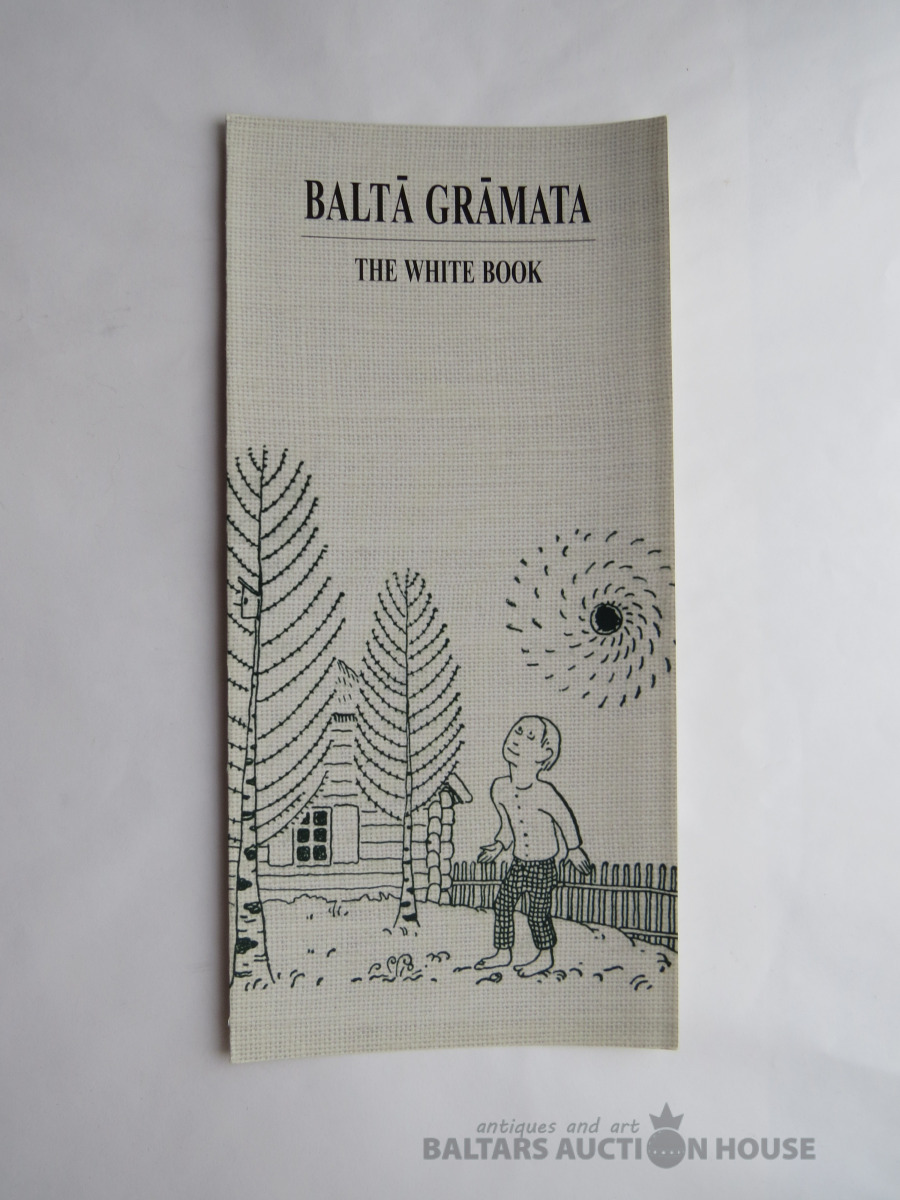 BALTĀ GRĀMATA
THE WHITE BOOK
antiques and art
BALTARS AUCTION HOUSE